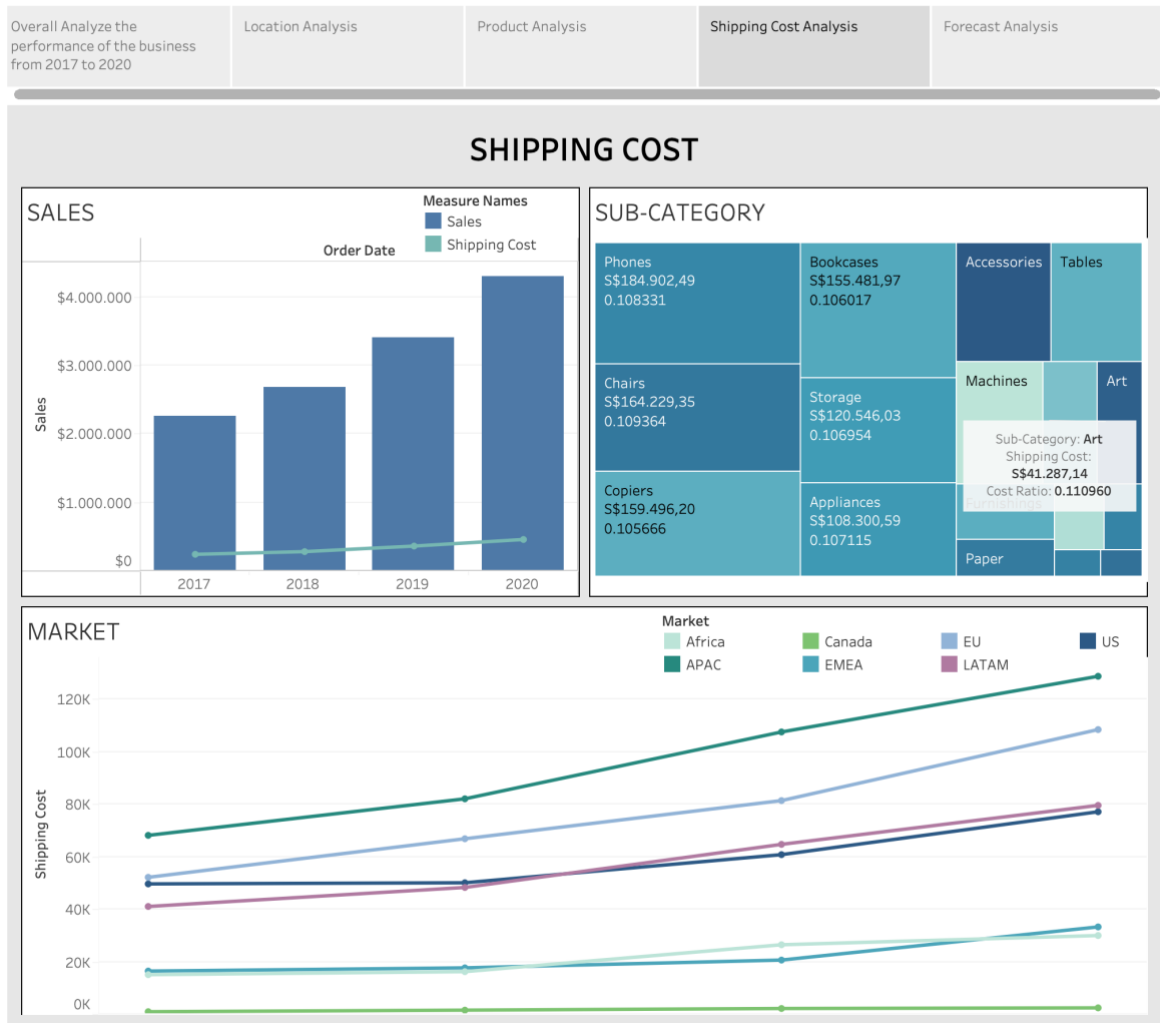 Overall Analyze the
performance of the business
from 2017 to 2020
Location Analysis
Product Analysis
Shipping Cost Analysis
Forecast Analysis
SHIPPING COST
SALES
Measure Names
Sales
Shipping Cost
Order Date
$4.000.000
$3.000.000
$2.000.000
$1.000.000
$0
Sales
2017
2018
2019
2020
SUB-CATEGORY
Phones
S$184.902,49
0.108331
Chairs
S$164.229,35
0.109364
Copiers
S$159.496,20
0.105666
Bookcases
S$155.481,97
0.106017
Storage
S$120.546,03
0.106954
Appliances
S$108.300,59
0.107115
Accessories
Tables
Machines
Art
Sub-Category: Art
Shipping Cost:
S$41.287,14
Cost Ratio: 0.110960
Furnishings
Paper
MARKET
Market
Africa
Canada
EU
US
APAC
EMEA
LATAM
120K
100K
80K
60K
40K
20K
0K
Shipping Cost